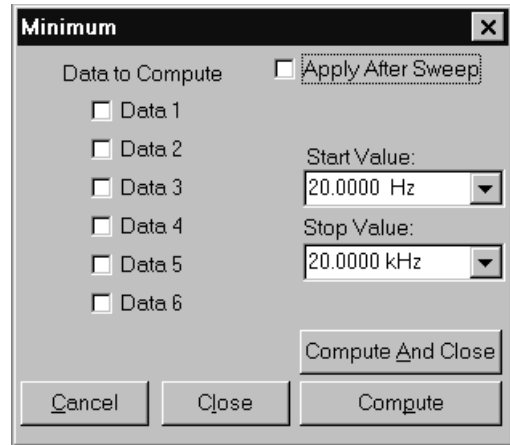 Minimum
Data to Compute
Apply After Sweep
Data 1
Data 2
Data 3
Data 4
Data 5
Data 6
Start Value:
20.0000 Hz
Stop Value:
20.0000 kHz
Compute And Close
Cancel
Close
Compute